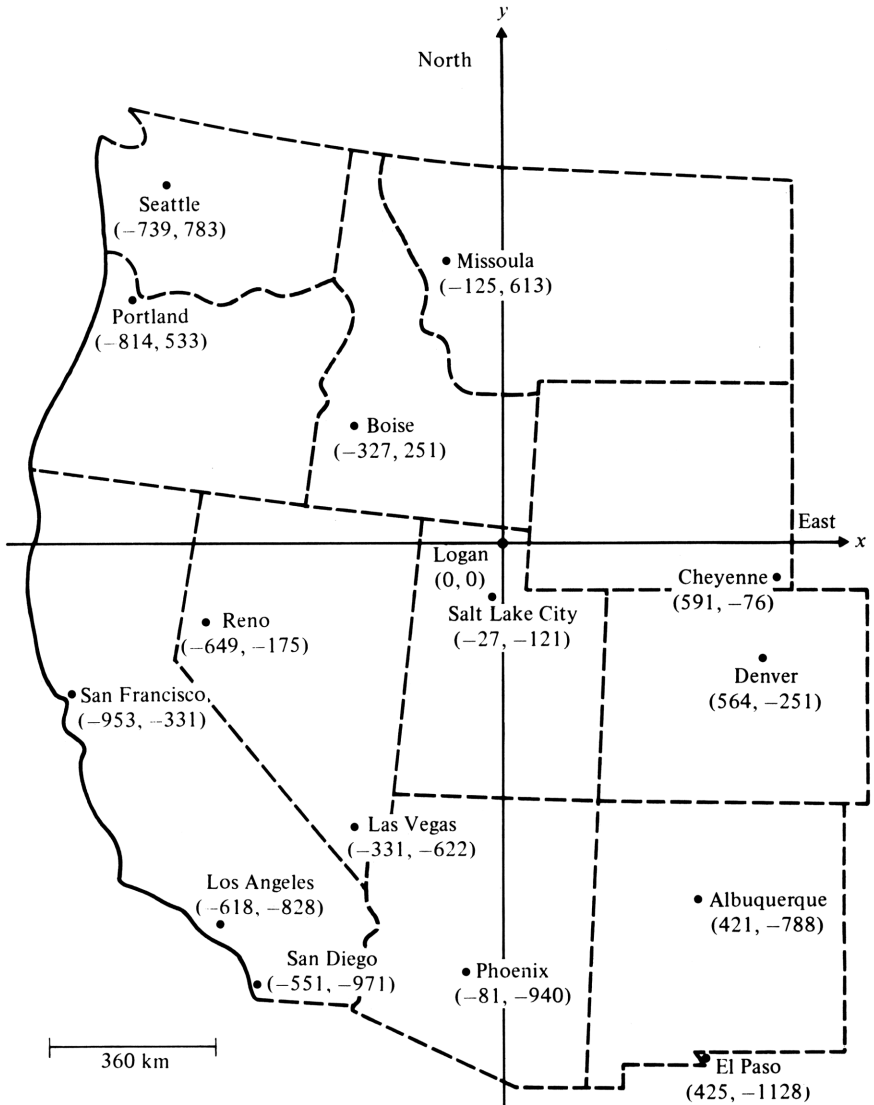 y
North
Seattle
(−739, 783)
Missoula
(−125, 613)
Portland
(−814, 533)
Boise
(−327, 251)
East
x
Logan
(0, 0)
Cheyenne
(591, −76)
Salt Lake City
(−27, −121)
Reno
(−649, −175)
Denver
(564, −251)
San Francisco
(−953, −331)
Las Vegas
(−331, −622)
Los Angeles
(−618, −828)
Albuquerque
(421, −788)
San Diego
(−551, −971)
Phoenix
(−81, −940)
360 km
El Paso
(425, −1128)